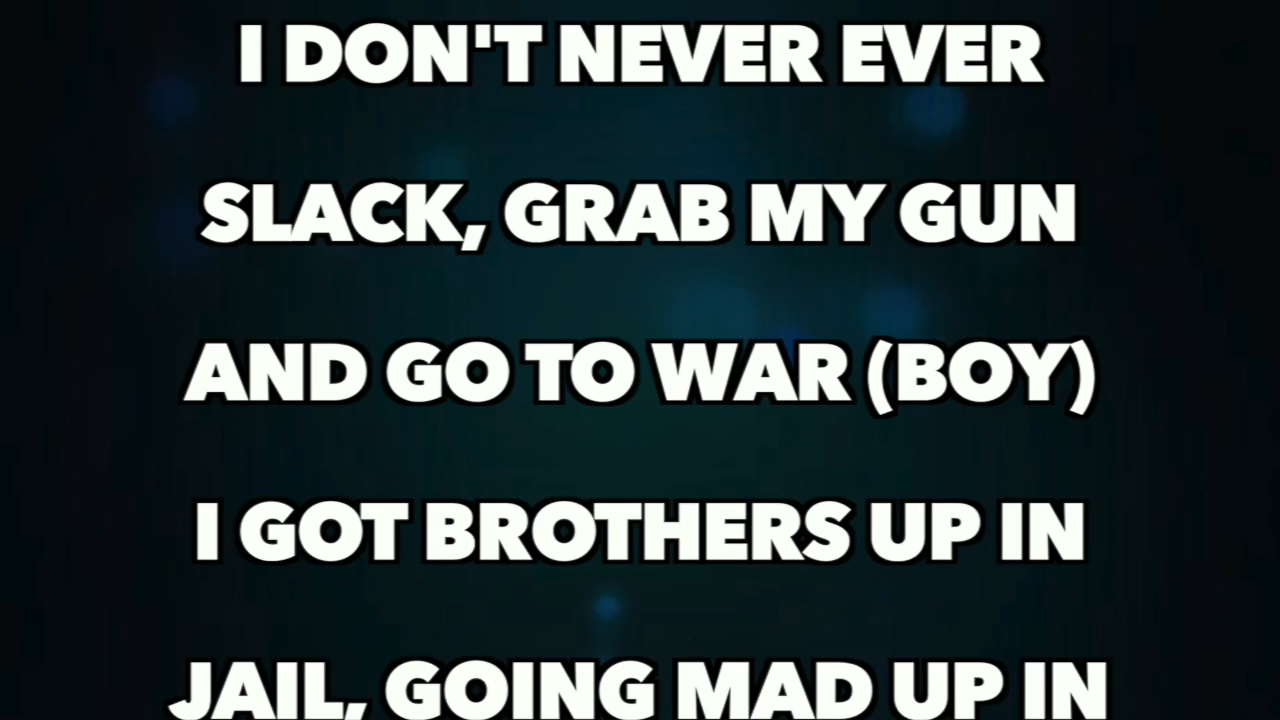 I DON'T NEVER EVER
SLACK, GRAB MY GUN
AND GO TO WAR (BOY)
I GOT BROTHERS UP IN
JAIL, GOING MAD UP IN